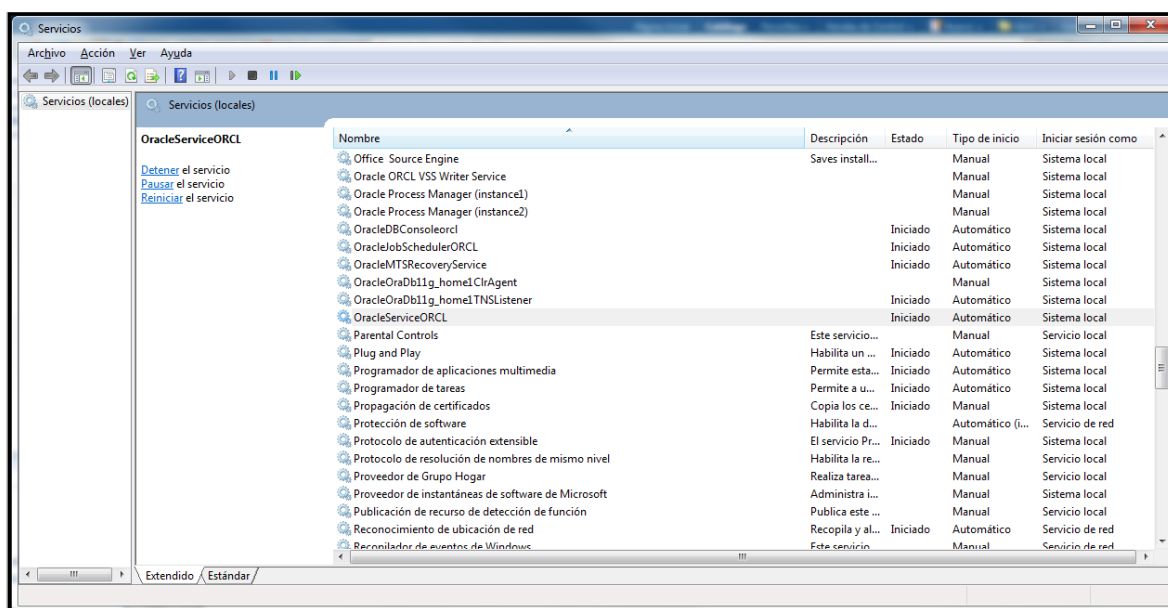 Servicios
Archivo Acción Ver Ayuda
Servicios (locales)
Servicios (locales)
OracleServiceORCL
Detener el servicio
Pausar el servicio
Reiniciar el servicio
Nombre Descripción Estado Tipo de inicio Iniciar sesión como
Office Source Engine Saves install... Manual Sistema local
Oracle ORCL VSS Writer Service Manual Sistema local
Oracle Process Manager (instance1) Manual Sistema local
Oracle Process Manager (instance2) Manual Sistema local
OracleDBConsoleorcl Iniciado Automático Sistema local
OracleJobSchedulerORCL Iniciado Automático Sistema local
OracleMTSRecoveryService Iniciado Automático Sistema local
OracleOraDb11g_home1ClrAgent Manual Sistema local
OracleOraDb11g_home1TNSListener Iniciado Automático Sistema local
OracleServiceORCL Iniciado Automático Sistema local
Parental Controls Este servicio... Manual Servicio local
Plug and Play Habilita un ... Iniciado Automático Sistema local
Programador de aplicaciones multimedia Permite esta... Iniciado Automático Sistema local
Programador de tareas Permite a u... Iniciado Automático Sistema local
Propagación de certificados Copia los ce... Iniciado Manual Sistema local
Protección de software Habilita la d... Automático (i... Servicio de red
Protocolo de autenticación extensible El servicio Pr... Iniciado Manual Sistema local
Protocolo de resolución de nombres de mismo nivel Habilita la re... Manual Servicio local
Proveedor de Grupo Hogar Realiza tarea... Manual Servicio local
Proveedor de instantáneas de software de Microsoft Administra i... Manual Sistema local
Publicación de recurso de detección de función Publica este ... Manual Servicio local
Reconocimiento de ubicación de red Recopila y al... Iniciado Automático Servicio de red
Recopilador de eventos de Windows Este servicio Manual Servicio de red
Extendido Estándar